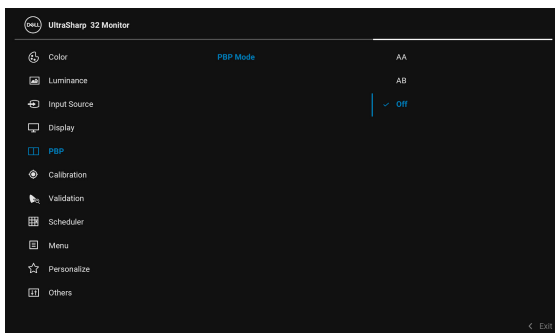 DELL UltraSharp 32 Monitor
Color PBP Mode AA
Luminance AB
Input Source Off
Display
PBP
Calibration
Validation
Scheduler
Menu
Personalize
Others
Exit